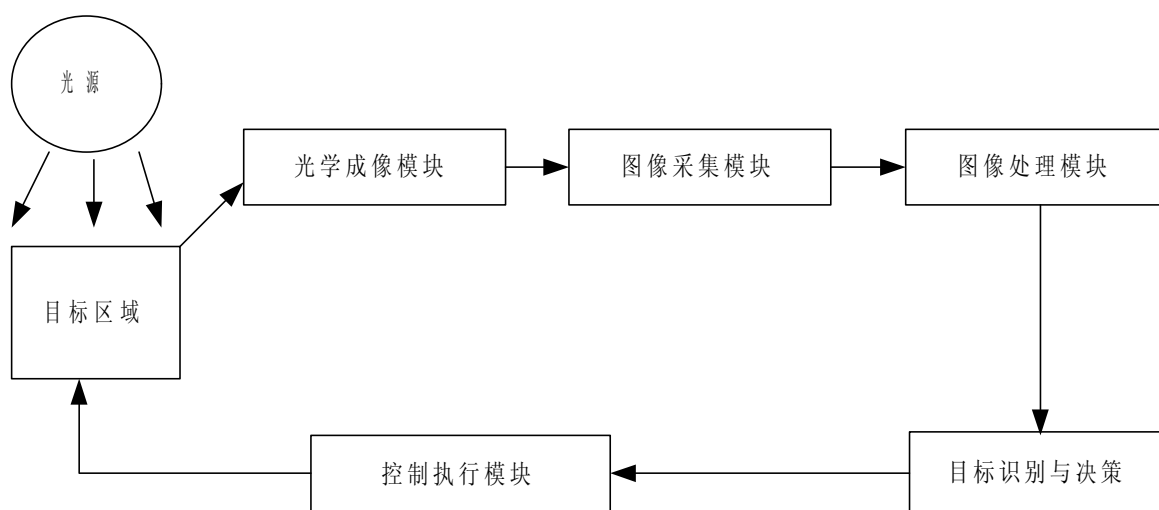 光源
光学成像模块
图像采集模块
图像处理模块
目标区域
控制执行模块
目标识别与决策